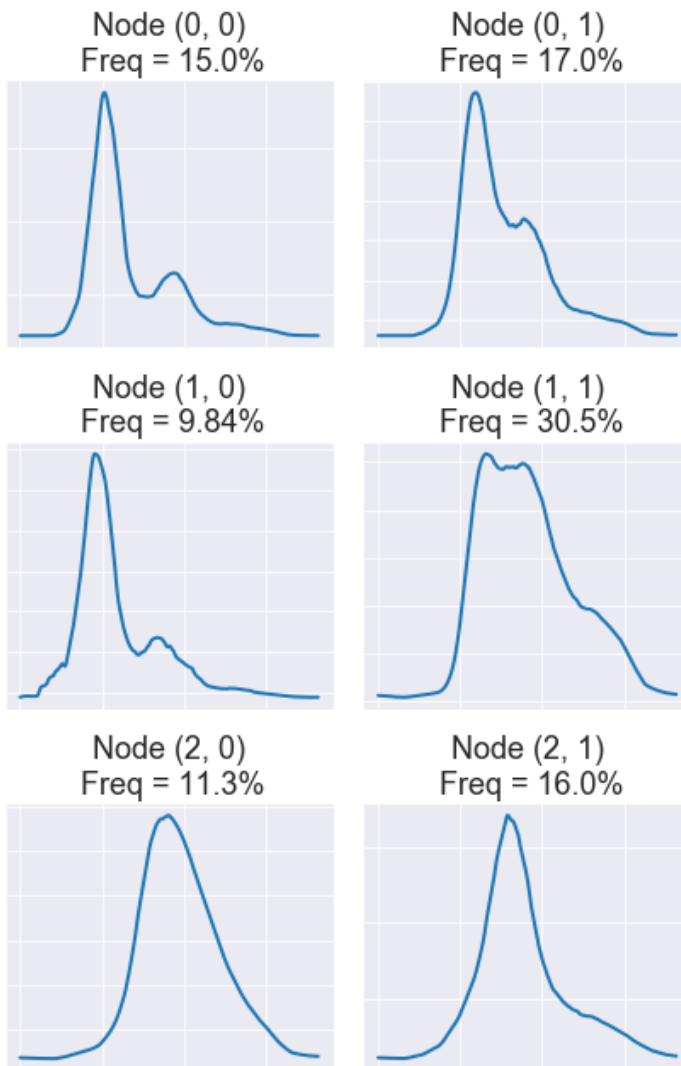 Node (0, 0)
Freq = 15.0%
Node (0, 1)
Freq = 17.0%
Node (1, 0)
Freq = 9.84%
Node (1, 1)
Freq = 30.5%
Node (2, 0)
Freq = 11.3%
Node (2, 1)
Freq = 16.0%